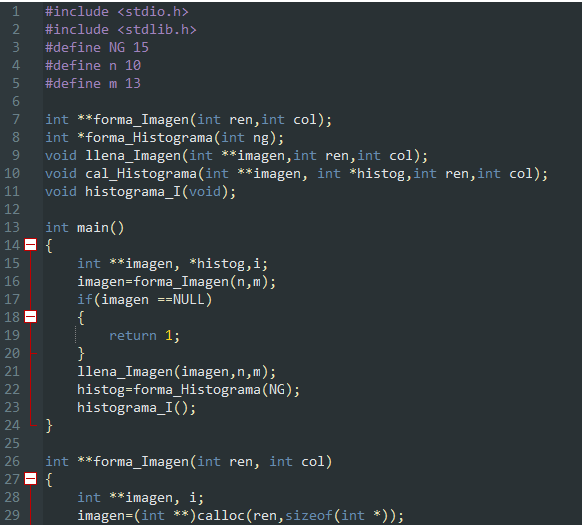 1 #include <stdio.h>
2 #include <stdlib.h>
3 #define NG 15
4 #define n 10
5 #define m 13
6
7 int **forma_Imagen(int ren,int col);
8 int *forma_Histograma(int ng);
9 void llena_Imagen(int **imagen,int ren,int col);
10 void cal_Histograma(int **imagen, int *histog,int ren,int col);
11 void histograma_I(void);
12
13 int main()
14 {
15     int **imagen, *histog,i;
16     imagen=forma_Imagen(n,m);
17     if(imagen ==NULL)
18     {
19         return 1;
20     }
21     llena_Imagen(imagen,n,m);
22     histog=forma_Histograma(NG);
23     histograma_I();
24 }
25
26 int **forma_Imagen(int ren, int col)
27 {
28     int **imagen, i;
29     imagen=(int **)calloc(ren,sizeof(int *));